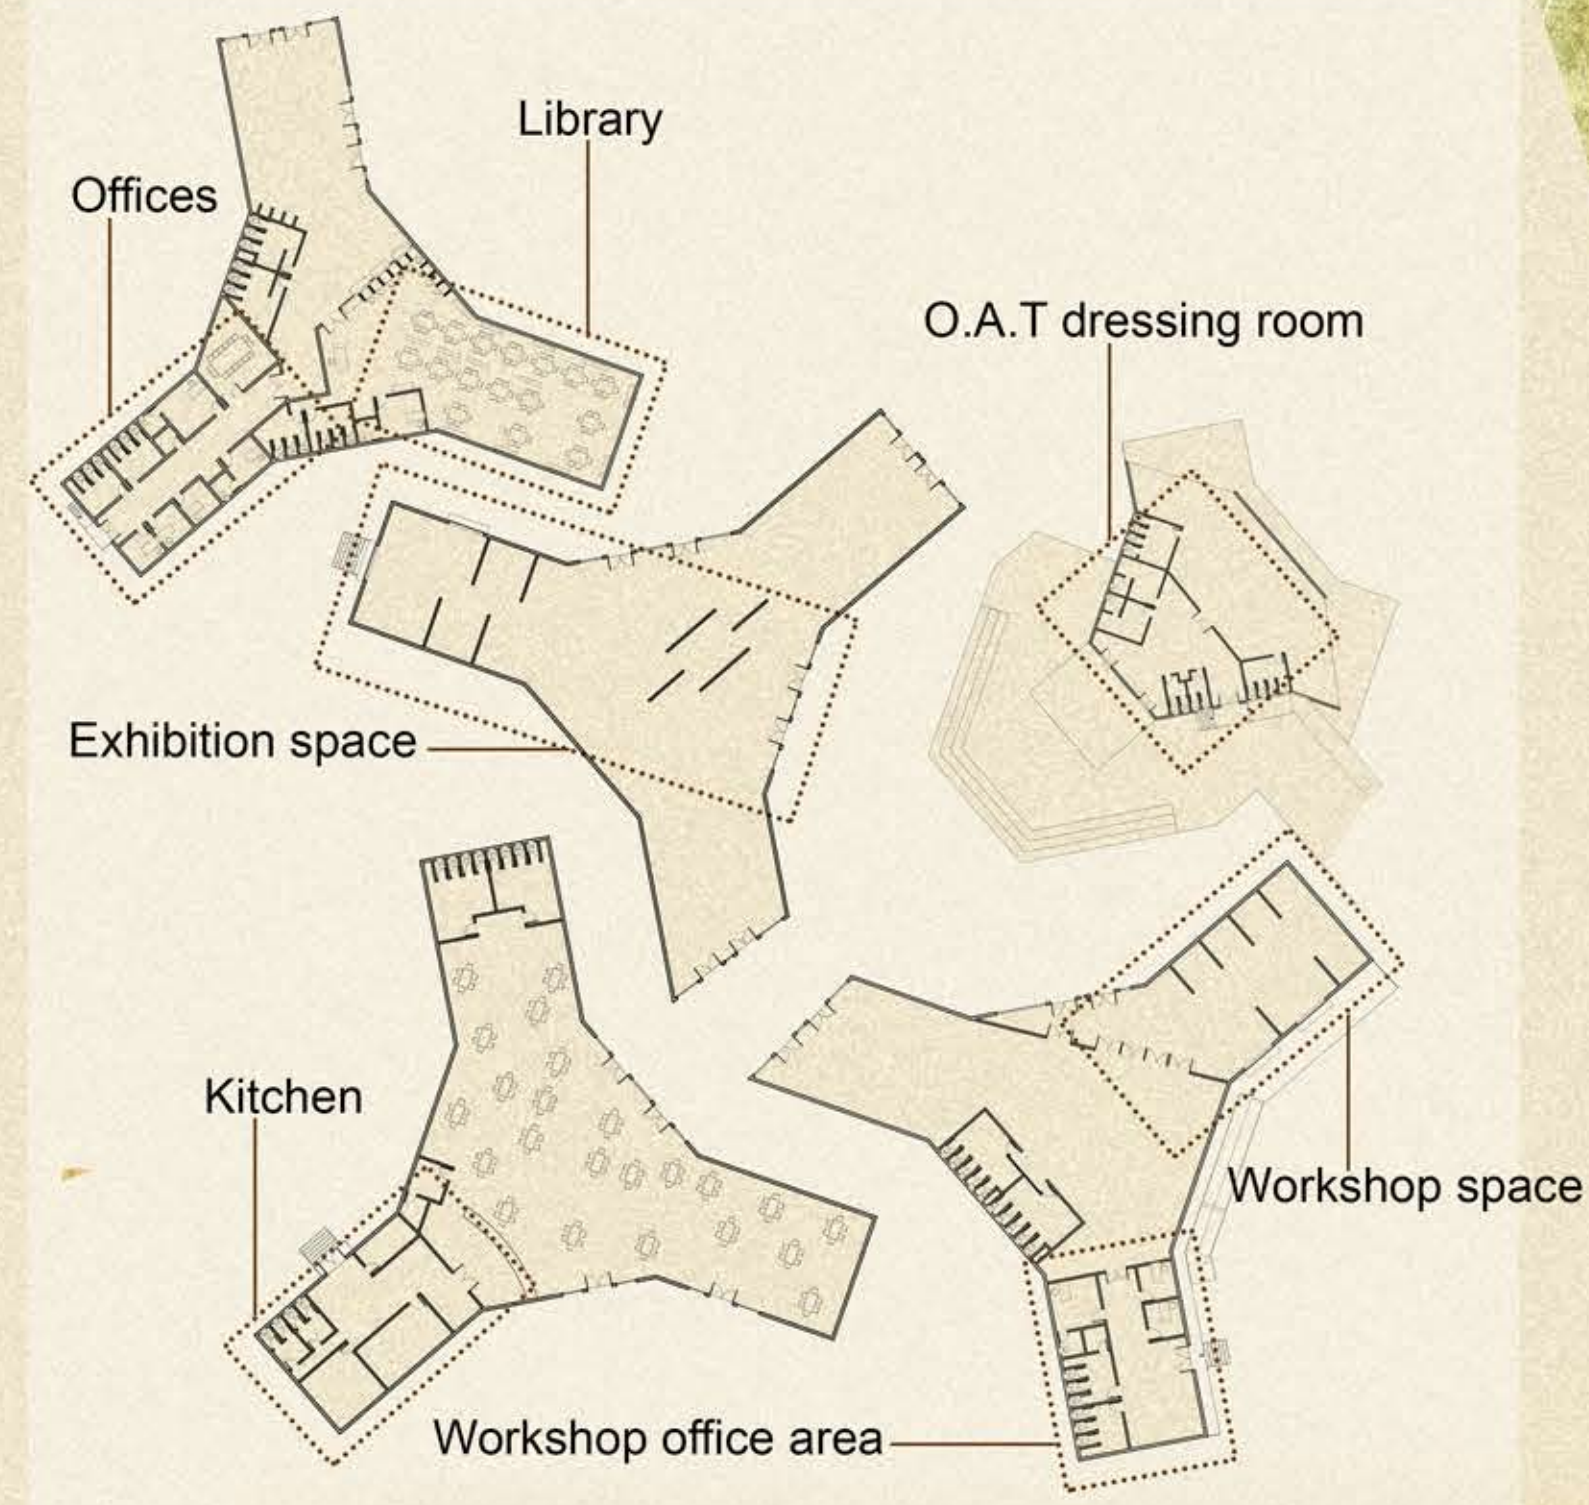 Library
Offices
O.A.T dressing room
Exhibition space
Kitchen
Workshop space
Workshop office area